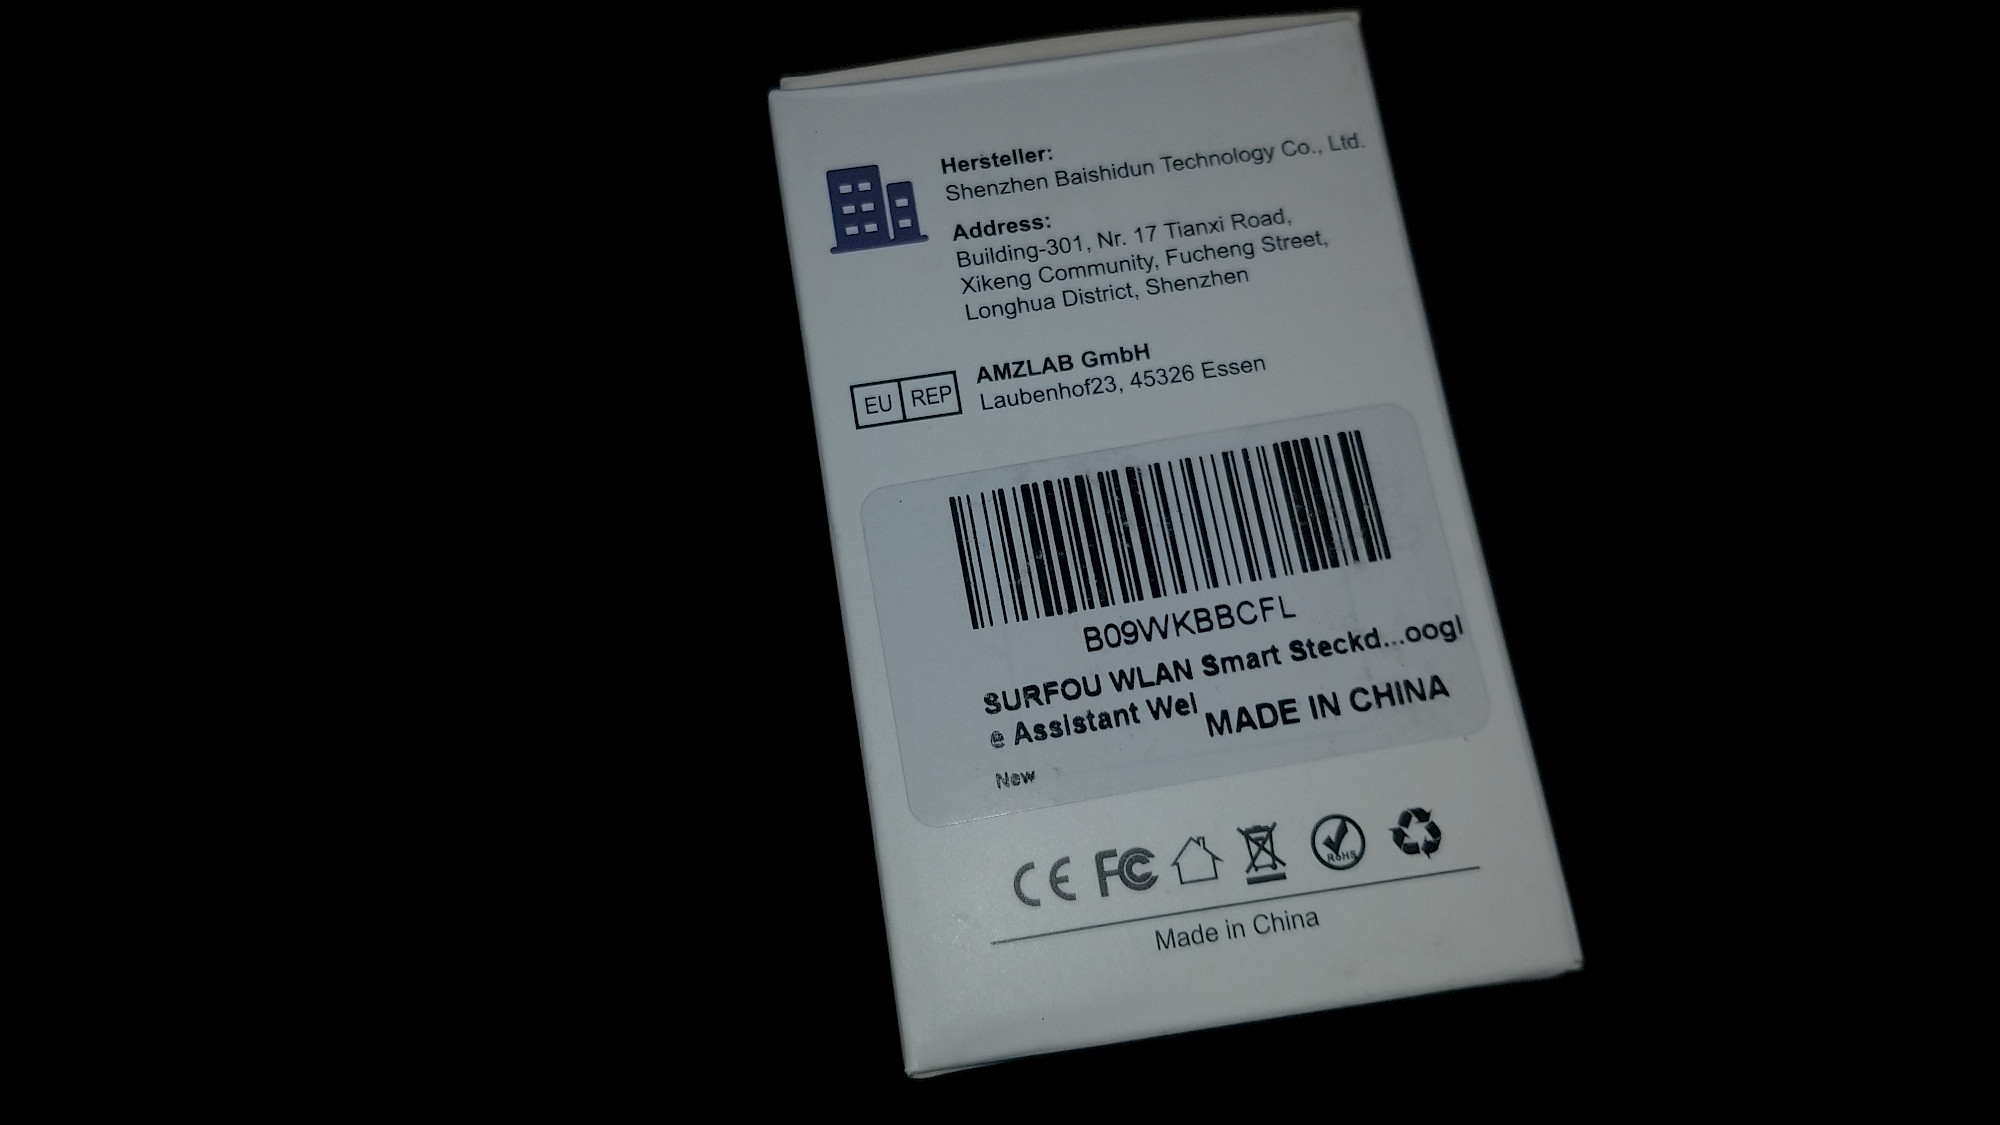 Hersteller:
Shenzhen Baishidun Technology Co., Ltd.
Address:
Building-301, Nr. 17 Tianxi Road,
Xikeng Community, Fucheng Street,
Longhua District, Shenzhen
EU REP
AMZLAB GmbH
Laubenhof23, 45326 Essen
B09WKBBCFL
SURFOU WLAN Smart Steckd...oogl
e Assistant Wei
MADE IN CHINA
New
CE FC
RoHS
Made in China